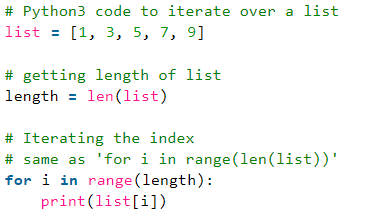 # Python3 code to iterate over a list
list = [1, 3, 5, 7, 9]

# getting length of list
length = len(list)

# Iterating the index
# same as 'for i in range(len(list))'
for i in range(length):
    print(list[i])